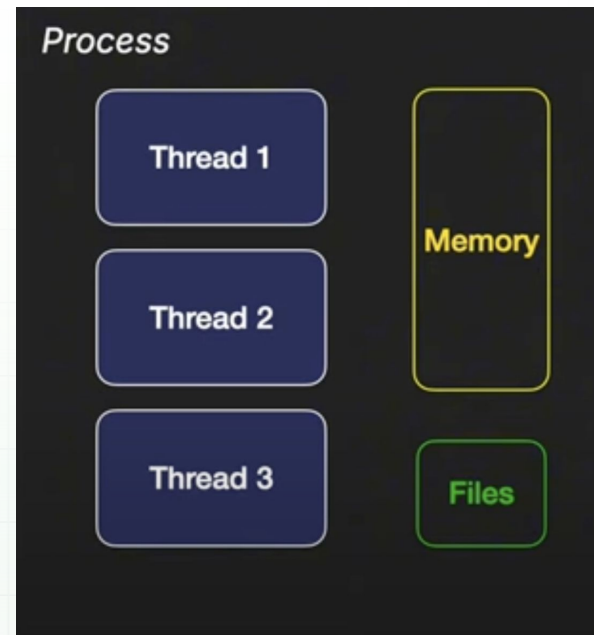 Process
Thread 1
Memory
Thread 2
Thread 3
Files